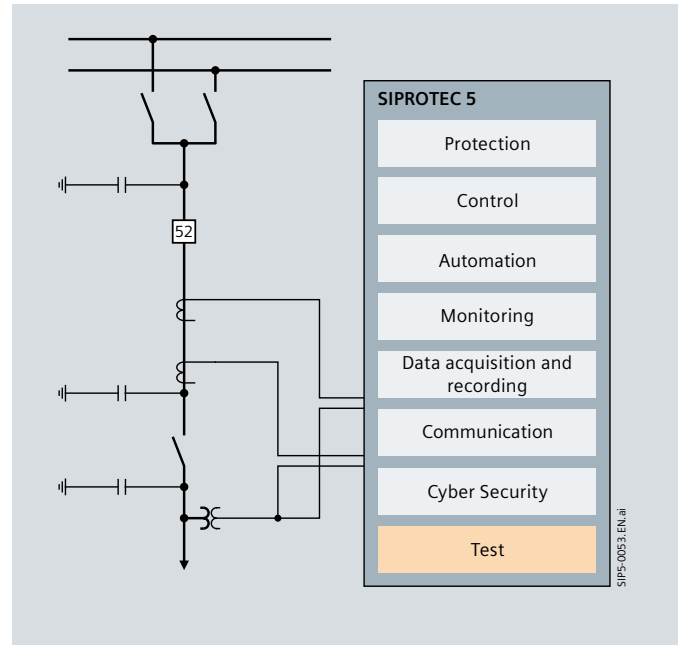 SIPROTEC 5
Protection
Control
52
Automation
Monitoring
Data acquisition and
recording
Communication
Cyber Security
Test
SIP5-0053.EN.ai